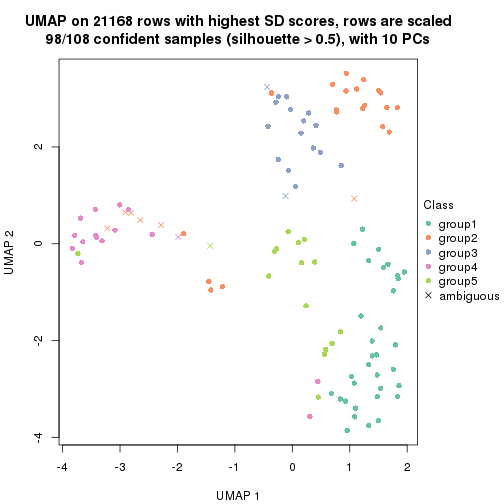 UMAP on 21168 rows with highest SD scores, rows are scaled
98/108 confident samples (silhouette > 0.5), with 10 PCs
UMAP 2
2
0
-2
-4
-4
-3
-2
-1
0
1
2
UMAP 1
Class
group1
group2
group3
group4
group5
ambiguous